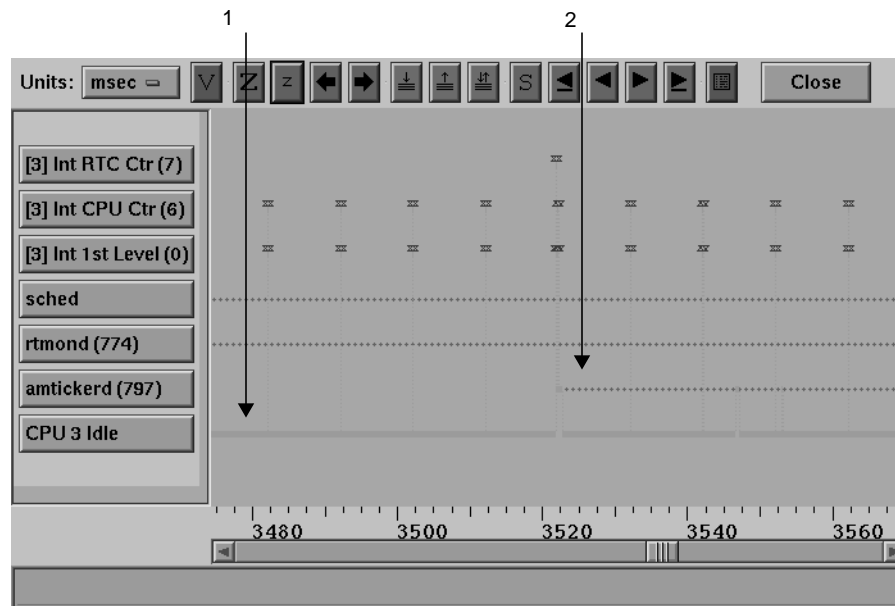 1 2
Units: msec V Z z S Close
[3] Int RTC Ctr (7)
[3] Int CPU Ctr (6)
[3] Int 1st Level (0)
sched
rtmond (774)
amtickerd (797)
CPU 3 Idle
3480 3500 3520 3540 3560